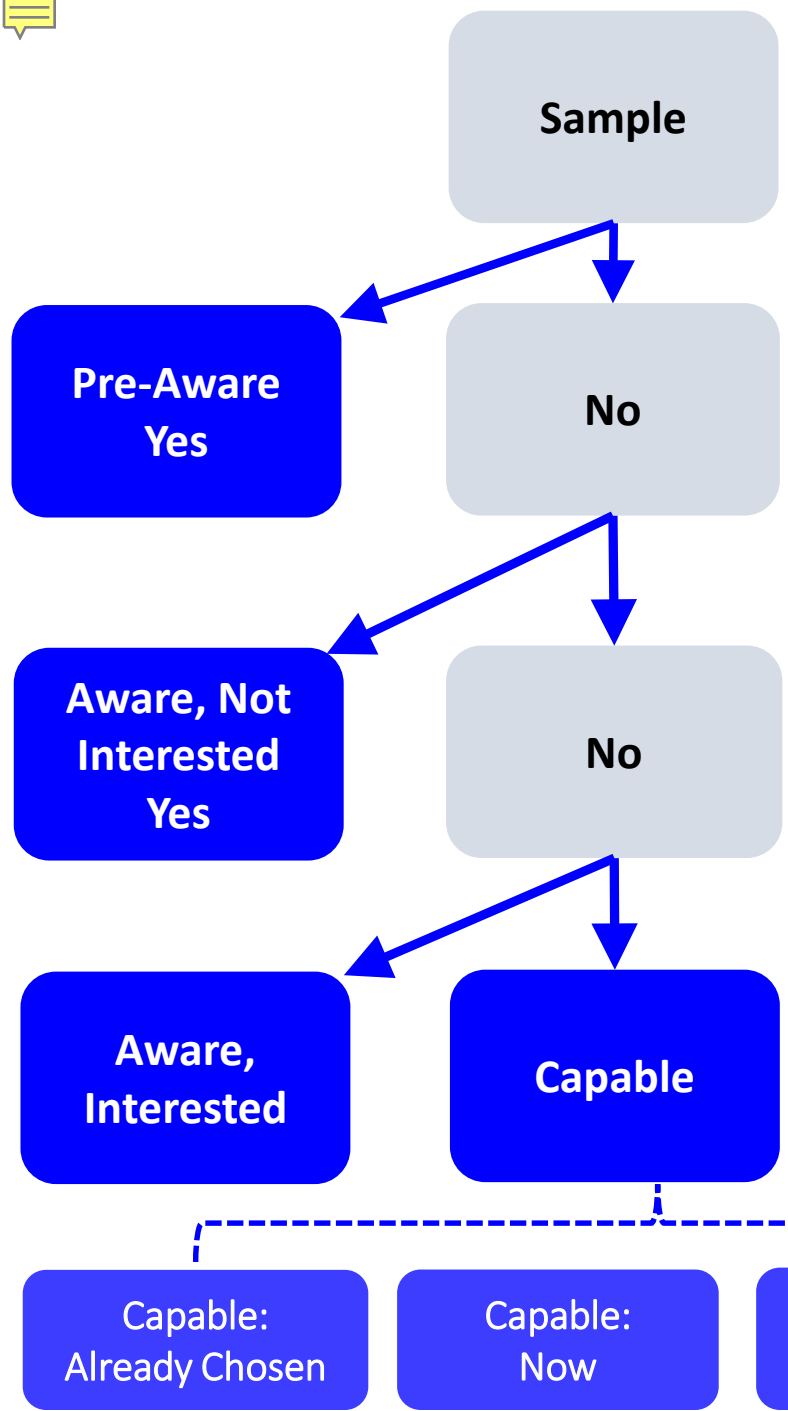 Sample
Pre-Aware
Yes
No
Aware, Not
Interested
Yes
No
Aware,
Interested
Capable
Capable:
Already Chosen
Capable:
Now